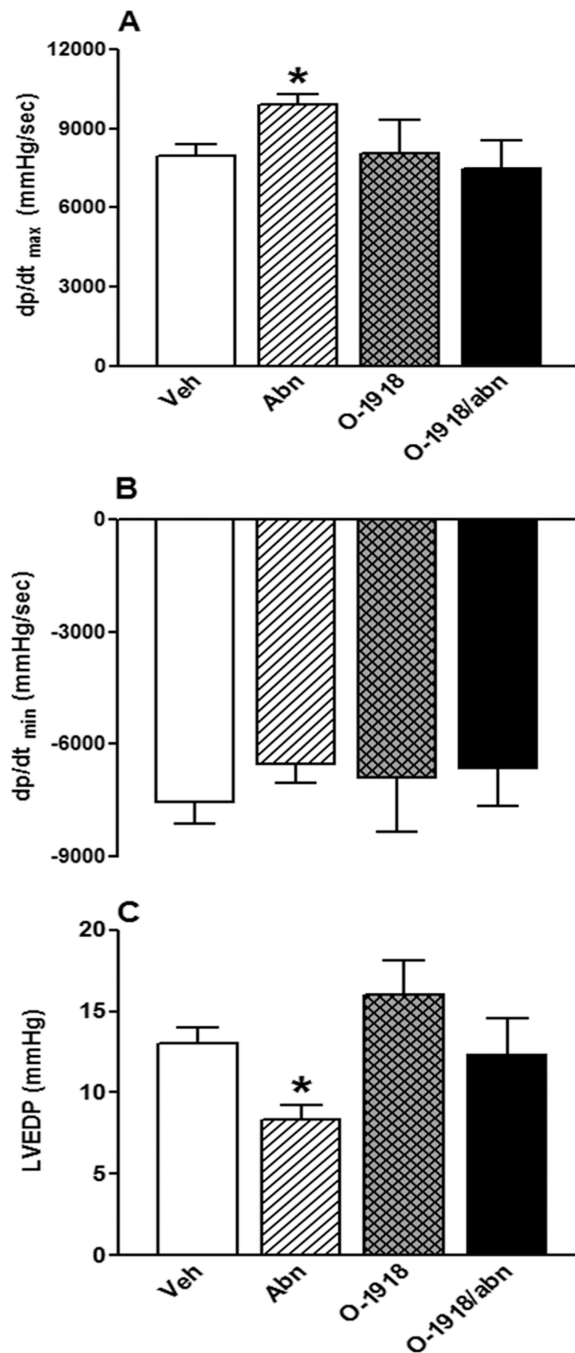 A
dp/dt max (mmHg/sec)
12000
9000
6000
3000
0
*
Veh
Abn
O-1918
O-1918/abn
B
dp/dt min (mmHg/sec)
0
-3000
-6000
-9000
C
LVEDP (mmHg)
20
15
10
5
0
*
Veh
Abn
O-1918
O-1918/abn